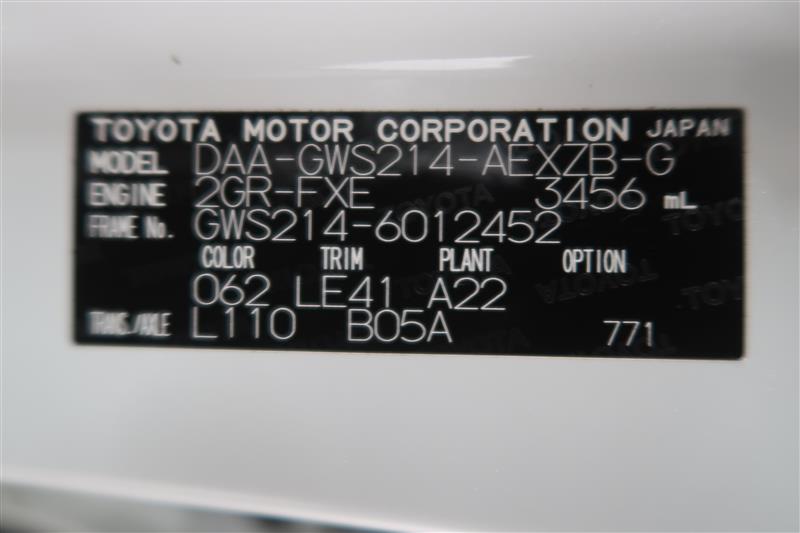 TOYOTA MOTOR CORPORATION JAPAN
MODEL DAA-GWS214-AEXZB-G
ENGINE 2GR-FXE 3456 mL
FRAME No. GWS214-6012452
COLOR TRIM PLANT OPTION
062 LE41 A22
TRANS./AXLE L110 B05A 771